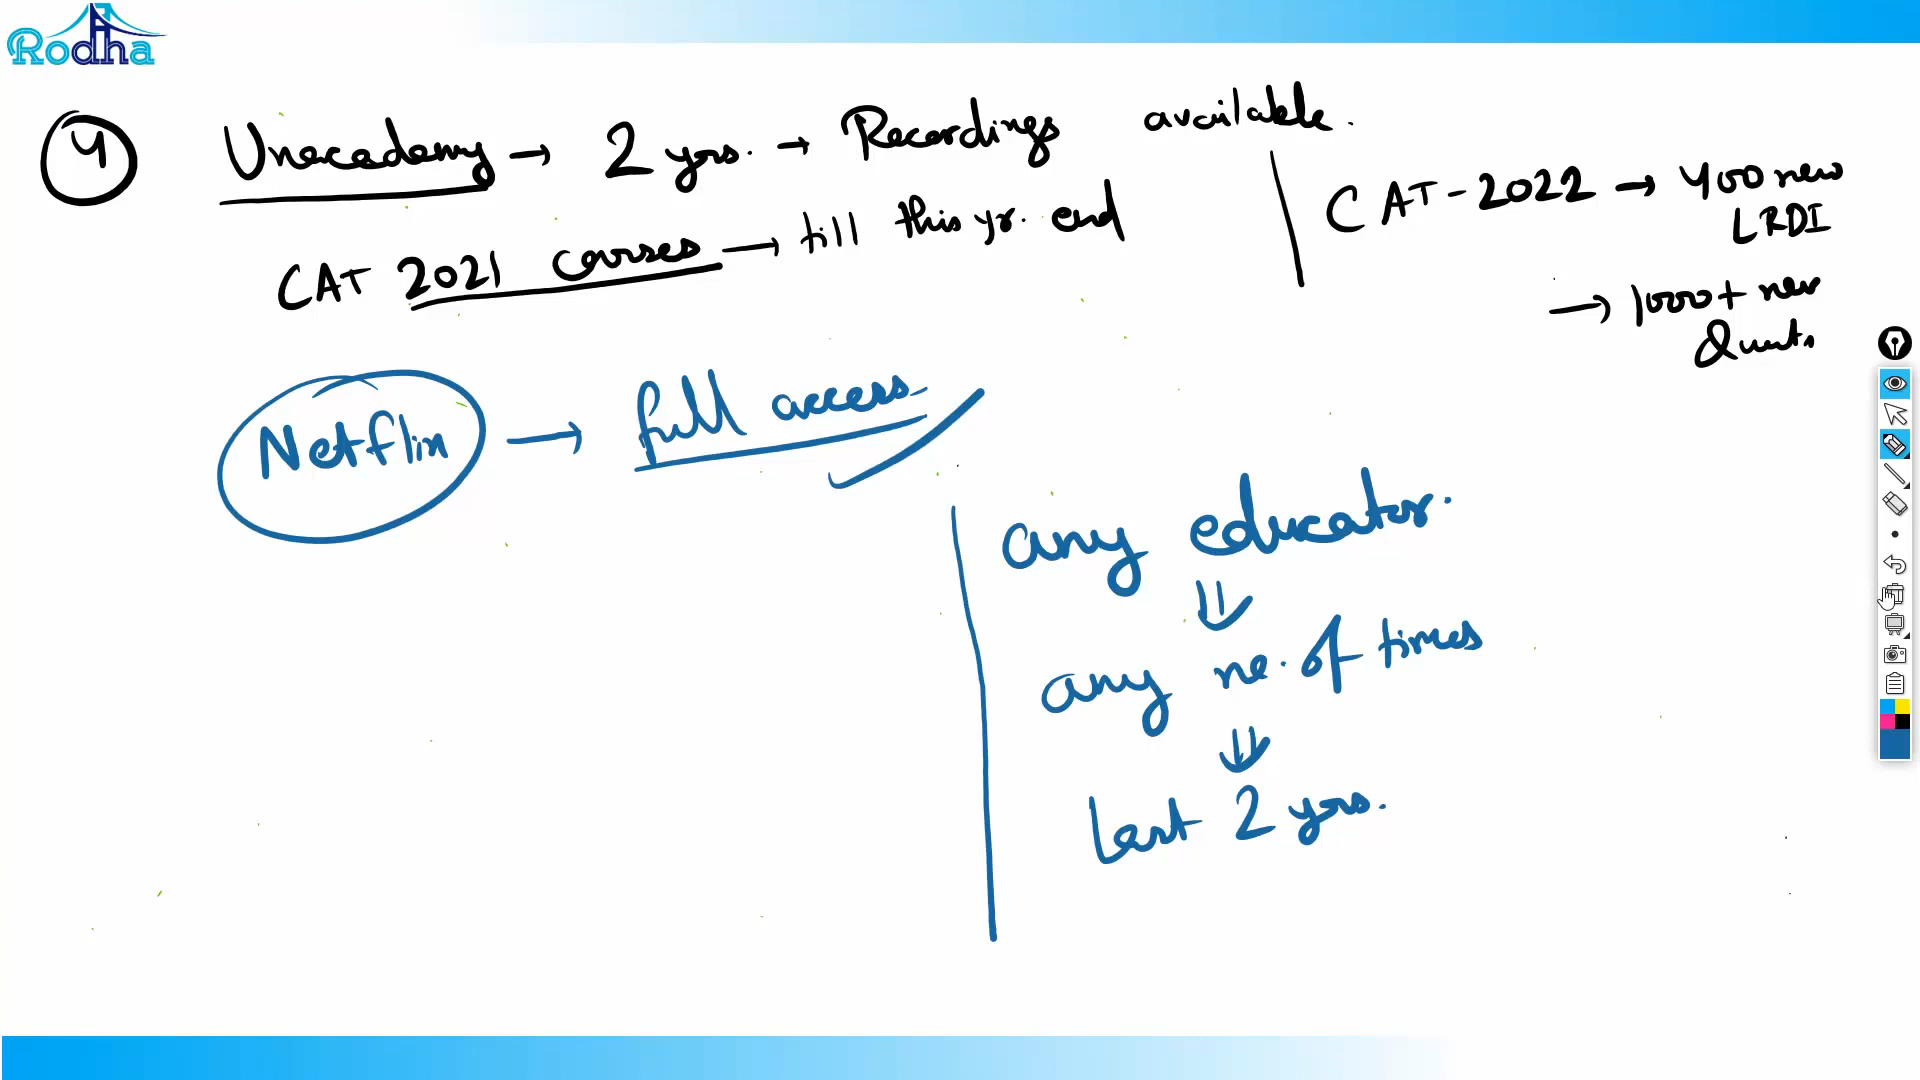 Rodha
4
Unacademy → 2 yrs. → Recordings available.
CAT 2021 courses → till this yr. end
CAT-2022 → 400 new
LRDI
→ 1000+ new
Quants
Netflix → full access
any educator.
⇓
any no. of times
⇓
last 2 yrs.